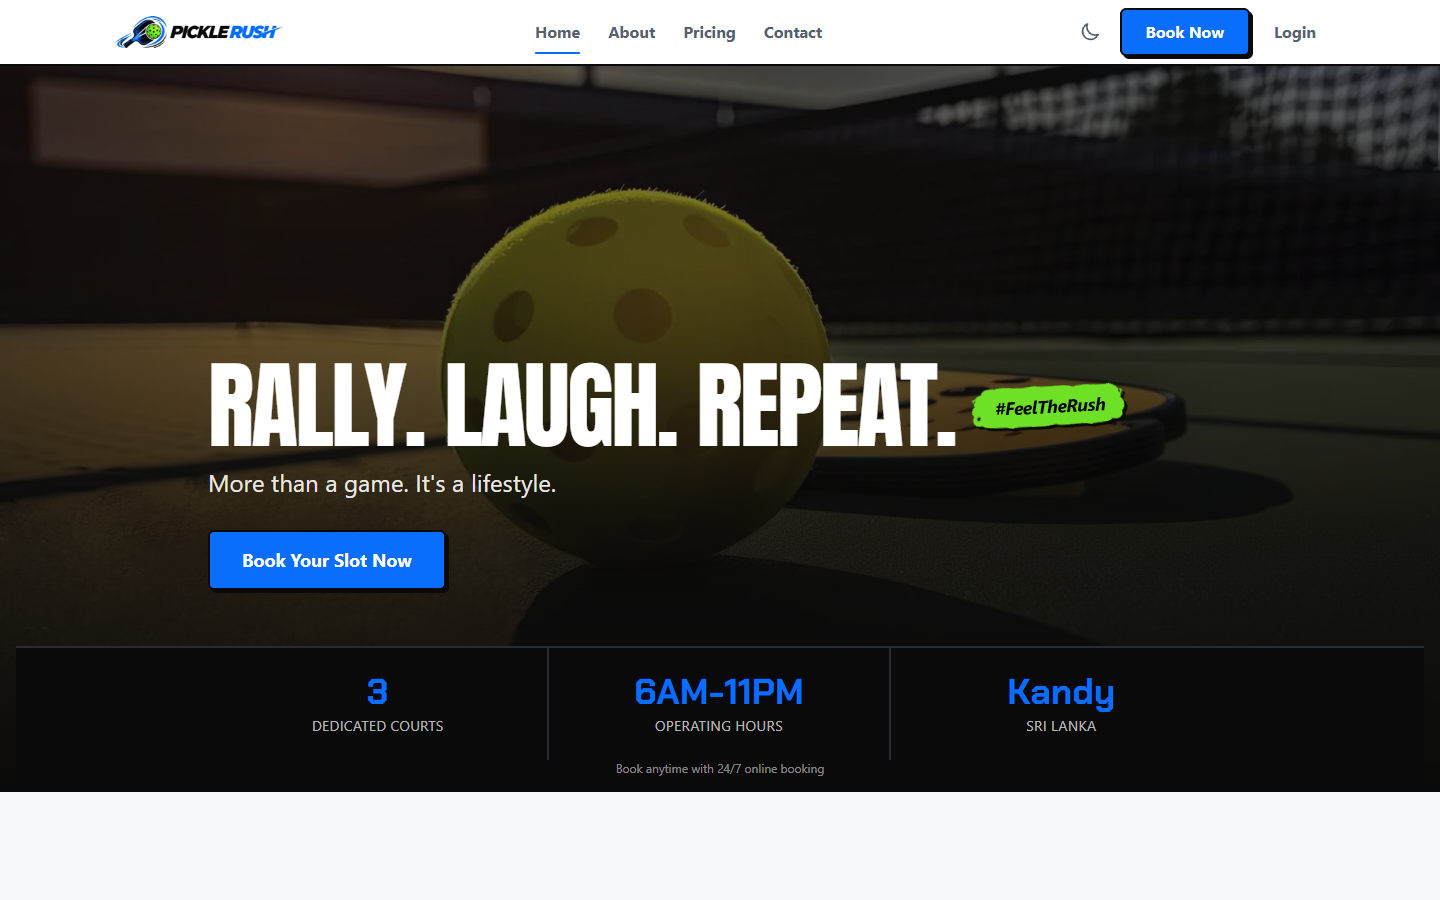 PICKLE RUSH
Home
About
Pricing
Contact
Book Now
Login
RALLY. LAUGH. REPEAT.
#FeelTheRush
More than a game. It's a lifestyle.
Book Your Slot Now
3
DEDICATED COURTS
6AM-11PM
OPERATING HOURS
Kandy
SRI LANKA
Book anytime with 24/7 online booking